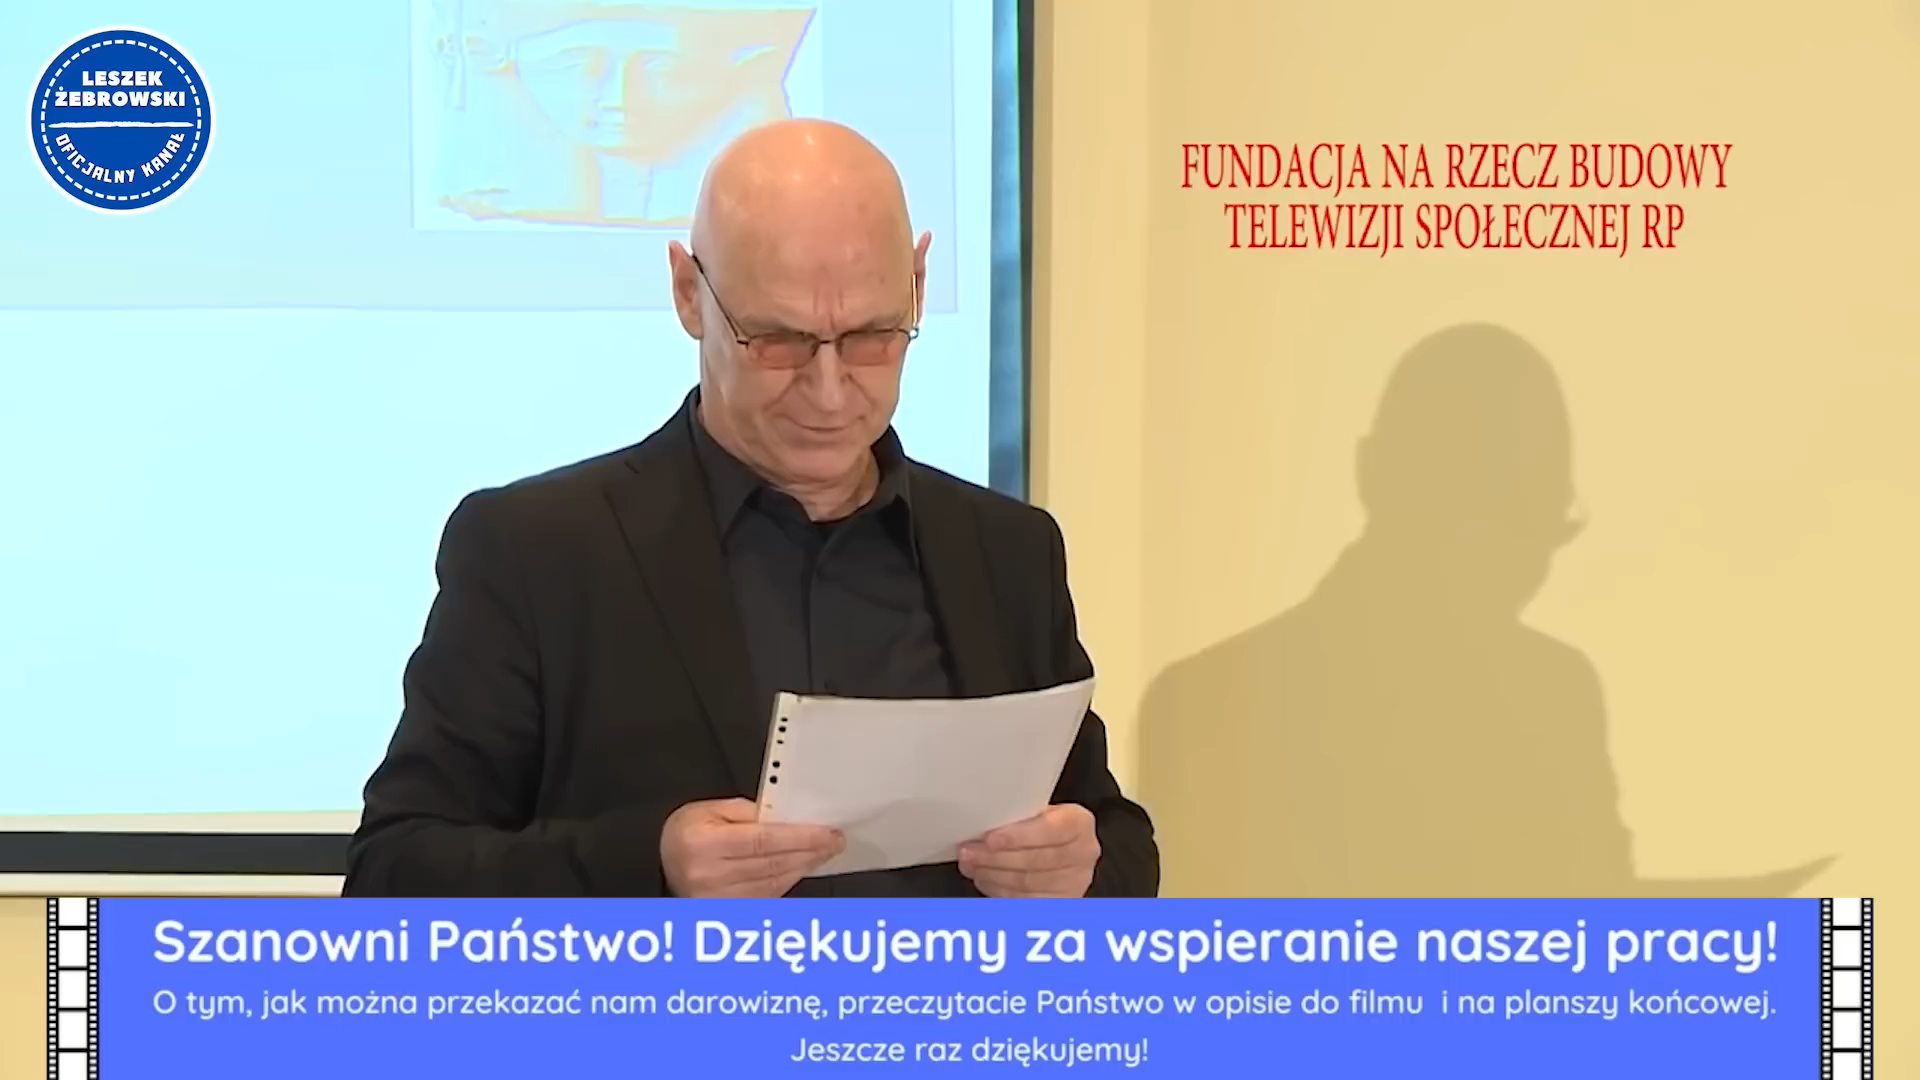 LESZEK
ŻEBROWSKI
OFICJALNY KANAŁ
FUNDACJA NA RZECZ BUDOWY
TELEWIZJI SPOŁECZNEJ RP
Szanowni Państwo! Dziękujemy za wspieranie naszej pracy!
O tym, jak można przekazać nam darowiznę, przeczytacie Państwo w opisie do filmu i na planszy końcowej.
Jeszcze raz dziękujemy!